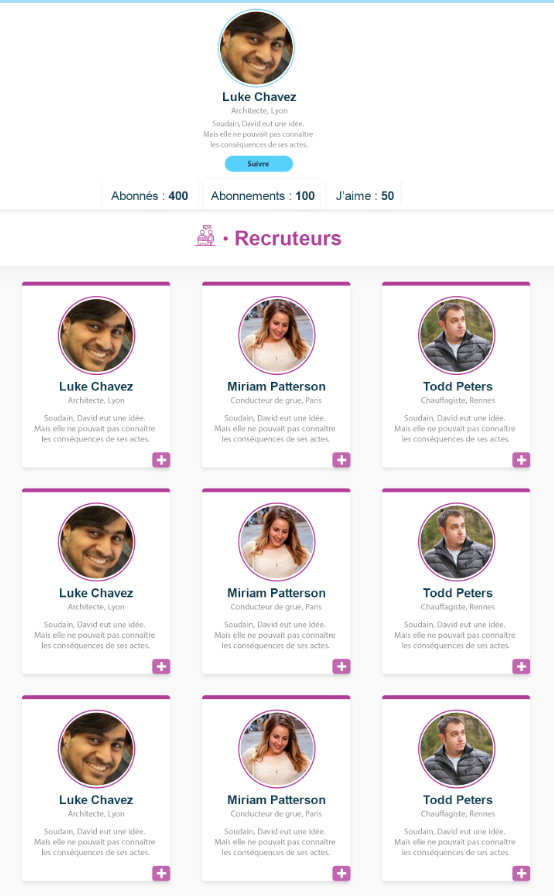 Luke Chavez
Architecte, Lyon
Soudain, David eut une idée.
Mais elle ne pouvait pas connaître
les conséquences de ses actes.
Suivre
Abonnés : 400 Abonnements : 100 J'aime : 50
• Recruteurs
Luke Chavez
Architecte, Lyon
Soudain, David eut une idée.
Mais elle ne pouvait pas connaître
les conséquences de ses actes.
Miriam Patterson
Conducteur de grue, Paris
Soudain, David eut une idée.
Mais elle ne pouvait pas connaître
les conséquences de ses actes.
Todd Peters
Chauffagiste, Rennes
Soudain, David eut une idée.
Mais elle ne pouvait pas connaître
les conséquences de ses actes.
Luke Chavez
Architecte, Lyon
Soudain, David eut une idée.
Mais elle ne pouvait pas connaître
les conséquences de ses actes.
Miriam Patterson
Conducteur de grue, Paris
Soudain, David eut une idée.
Mais elle ne pouvait pas connaître
les conséquences de ses actes.
Todd Peters
Chauffagiste, Rennes
Soudain, David eut une idée.
Mais elle ne pouvait pas connaître
les conséquences de ses actes.
Luke Chavez
Architecte, Lyon
Soudain, David eut une idée.
Mais elle ne pouvait pas connaître
les conséquences de ses actes.
Miriam Patterson
Conducteur de grue, Paris
Soudain, David eut une idée.
Mais elle ne pouvait pas connaître
les conséquences de ses actes.
Todd Peters
Chauffagiste, Rennes
Soudain, David eut une idée.
Mais elle ne pouvait pas connaître
les conséquences de ses actes.